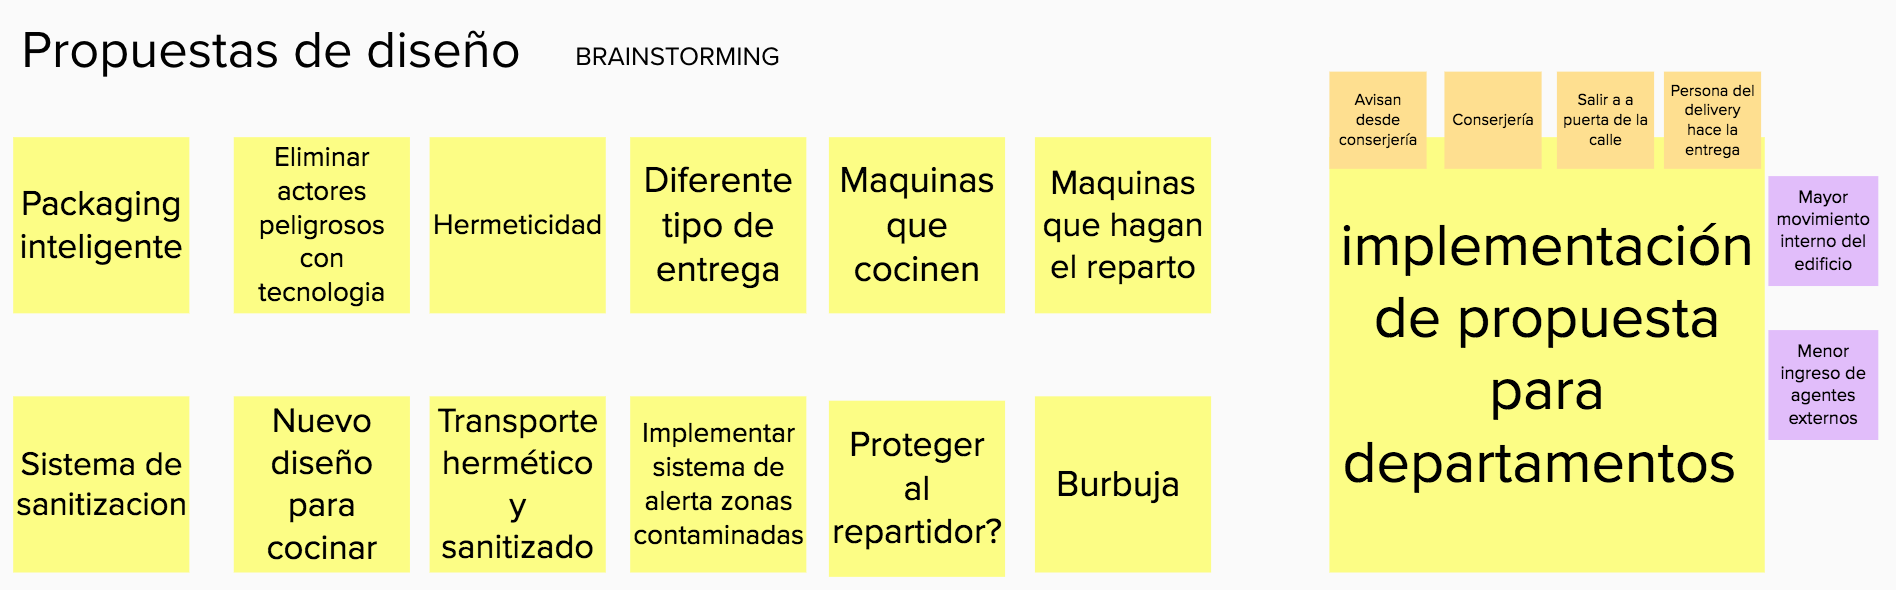 Propuestas de diseño
BRAINSTORMING
Packaging
inteligente
Eliminar
actores
peligrosos
con
tecnologia
Hermeticidad
Diferente
tipo de
entrega
Maquinas
que
cocinen
Maquinas
que hagan
el reparto
Sistema de
sanitizacion
Nuevo
diseño
para
cocinar
Transporte
hermético
y
sanitizado
Implementar
sistema de
alerta zonas
contaminadas
Proteger
al
repartidor?
Burbuja
Avisan
desde
conserjería
Conserjería
Salir a a
puerta de la
calle
Persona del
delivery
hace la
entrega
implementación
de propuesta
para
departamentos
Mayor
movimiento
interno del
edificio
Menor
ingreso de
agentes
externos